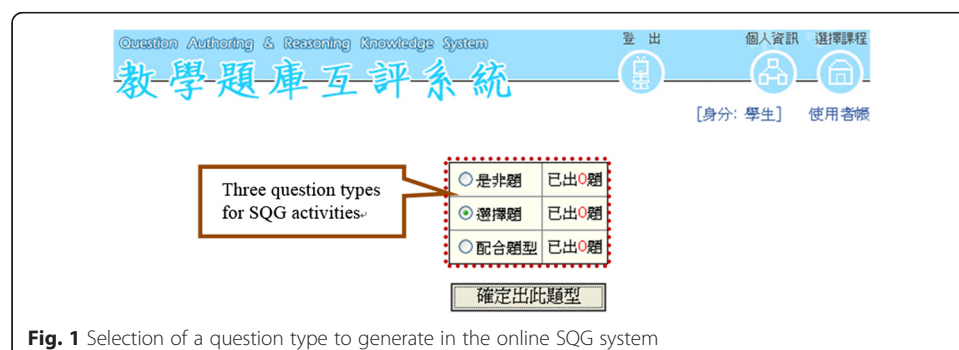 Question Authoring & Reasoning Knowledge System
教學題庫互評系統
登 出
個人資訊
選擇課程
[身分: 學生]
使用者帳
Three question types
for SQG activities
是非題 已出0題
選擇題 已出0題
配合題型 已出0題
確定出此題型
Fig. 1 Selection of a question type to generate in the online SQG system